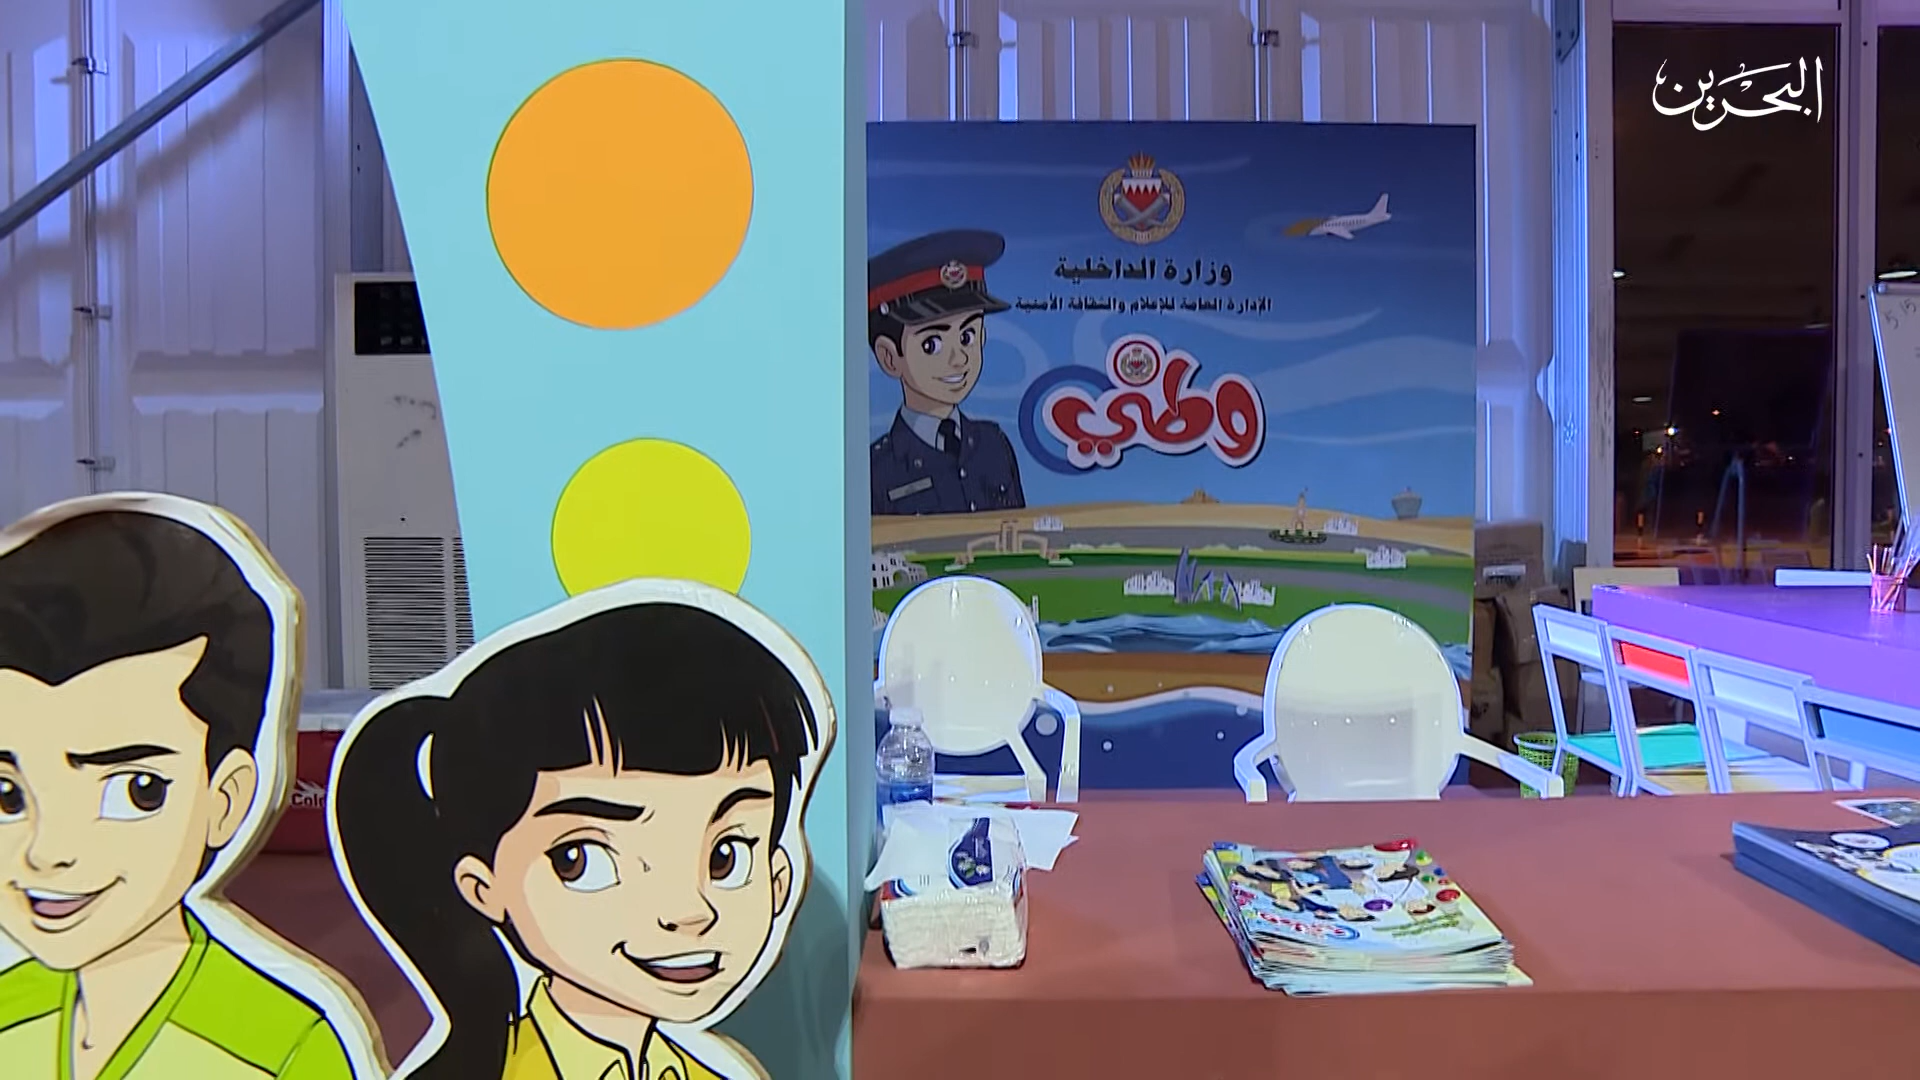 البحرين
وزارة الداخلية
الإدارة العامة للإعلام والثقافة الأمنية
وطني